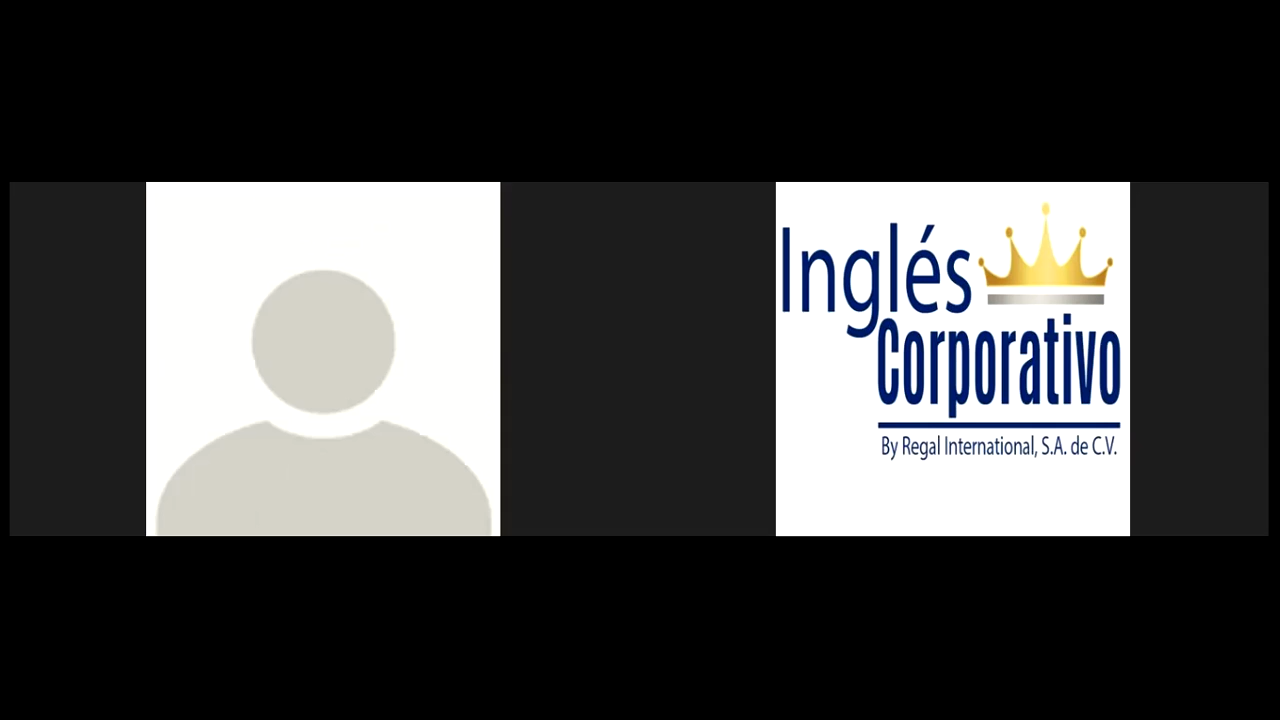 Inglés
Corporativo
By Regal International, S.A. de C.V.